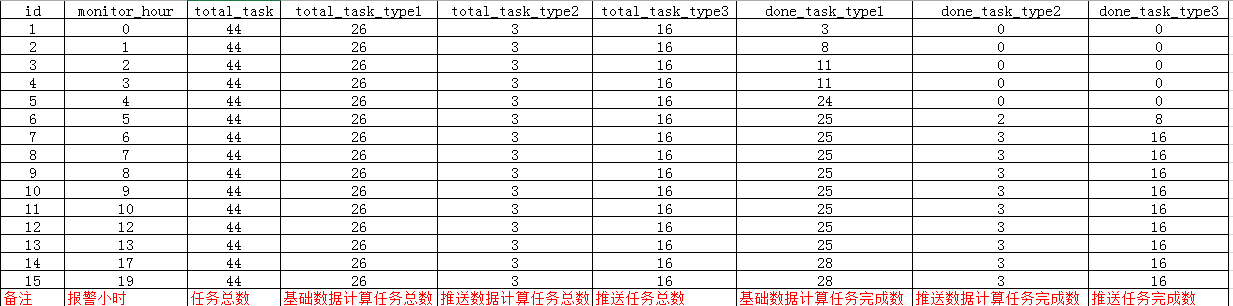 id monitor_hour total_task total_task_type1 total_task_type2 total_task_type3 done_task_type1 done_task_type2 done_task_type3
1 0 44 26 3 16 3 0 0
2 1 44 26 3 16 8 0 0
3 2 44 26 3 16 11 0 0
4 3 44 26 3 16 11 0 0
5 4 44 26 3 16 24 0 0
6 5 44 26 3 16 25 2 8
7 6 44 26 3 16 25 3 16
8 7 44 26 3 16 25 3 16
9 8 44 26 3 16 25 3 16
10 9 44 26 3 16 25 3 16
11 10 44 26 3 16 25 3 16
12 12 44 26 3 16 25 3 16
13 13 44 26 3 16 25 3 16
14 17 44 26 3 16 28 3 16
15 19 44 26 3 16 28 3 16
备注 报警小时 任务总数 基础数据计算任务总数 推送数据计算任务总数 推送任务总数 基础数据计算任务完成数 推送数据计算任务完成数 推送任务完成数